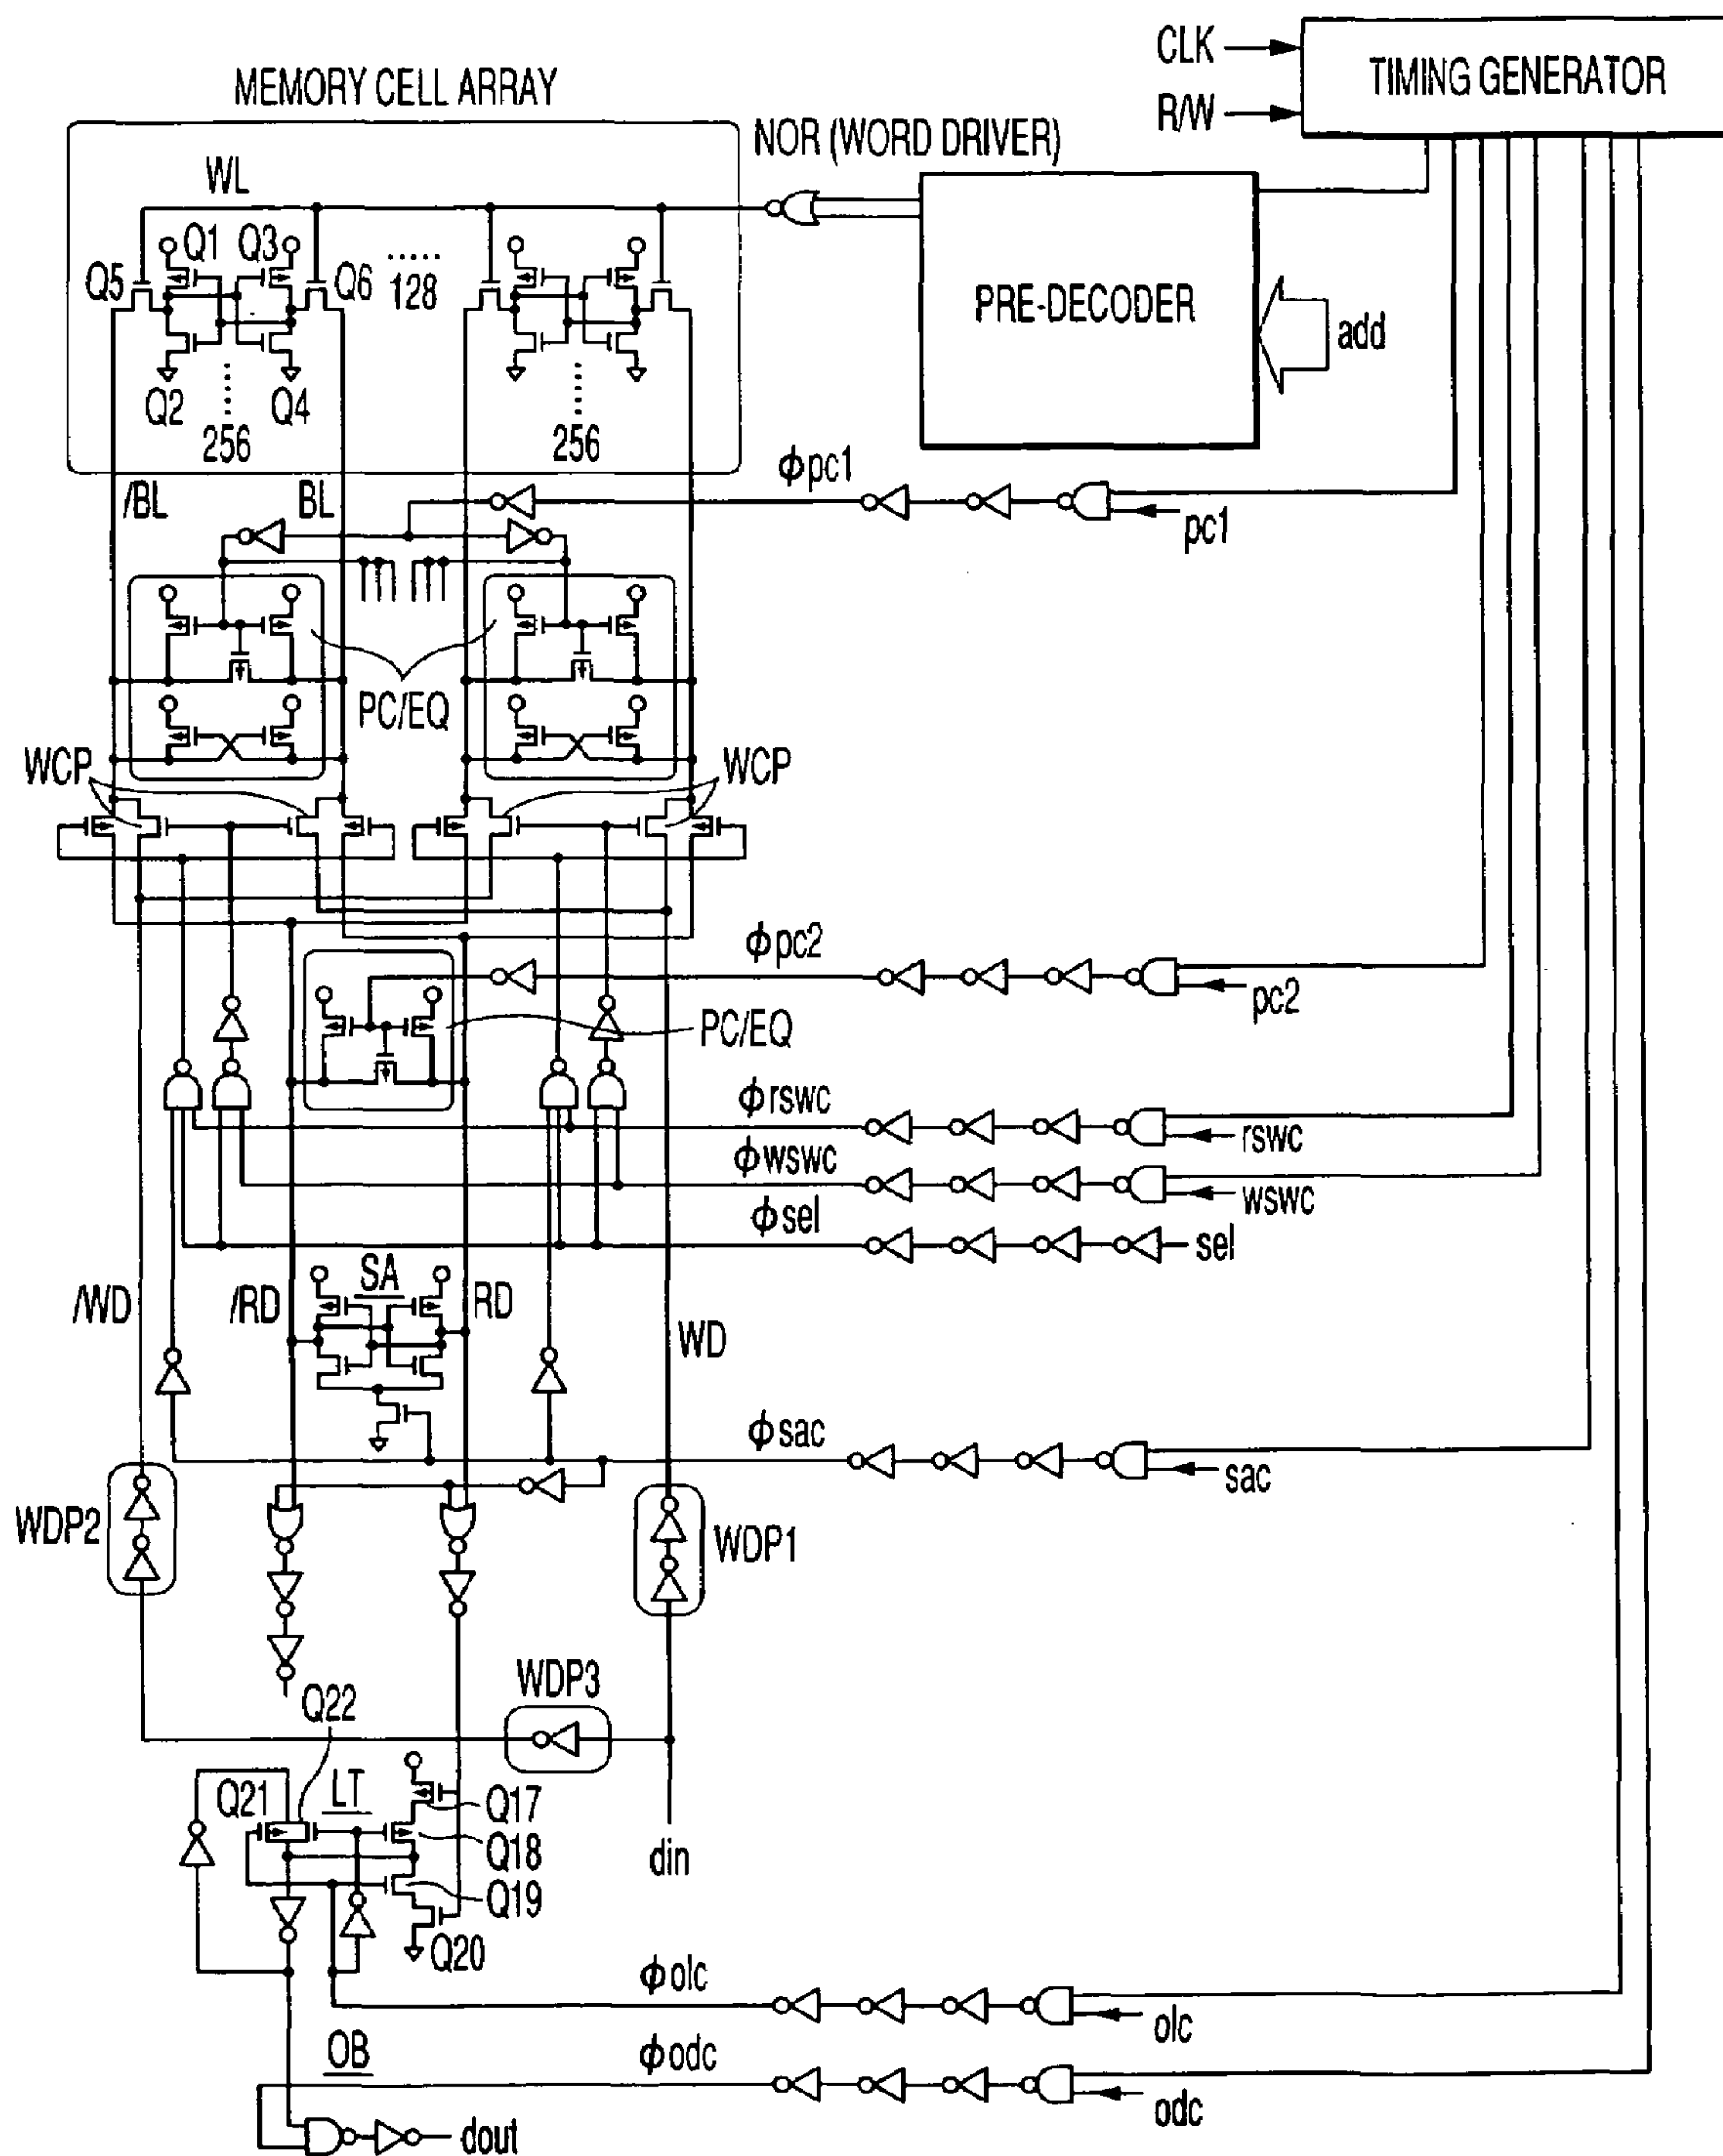 CLK
TIMING GENERATOR
R/W
MEMORY CELL ARRAY
NOR (WORD DRIVER)
WL
Q1 Q3
Q5 Q6 ..... 128
PRE-DECODER
add
Q2 Q4
256 256
/BL BL
ϕpc1
pc1
PC/EQ
WCP WCP
ϕpc2
pc2
PC/EQ
ϕrswc
rswc
ϕwswc
wswc
ϕsel
sel
/WD /RD SA RD
WD
ϕsac
sac
WDP2
WDP1
WDP3
Q22
Q21 LT
Q17
Q18
din
Q19
Q20
ϕolc
olc
OB
ϕodc
odc
dout